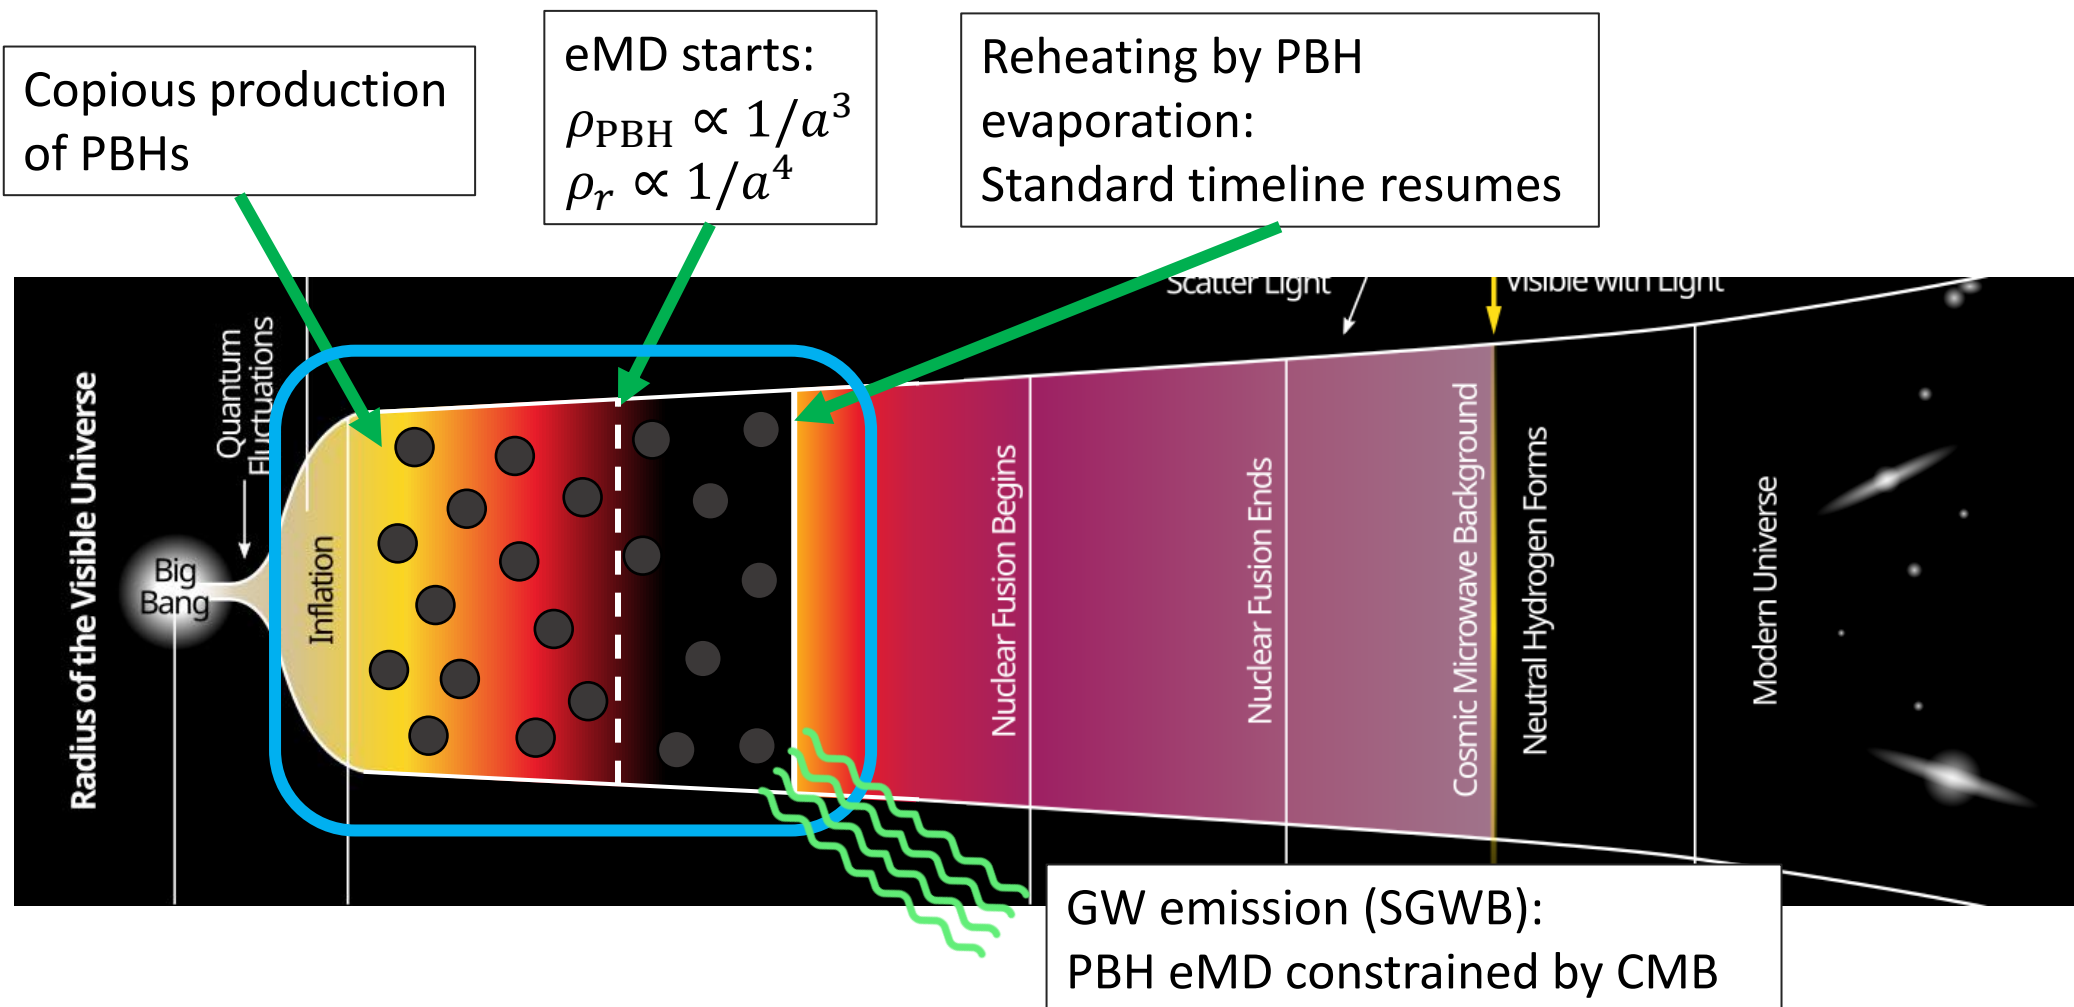 Copious production
of PBHs
eMD starts:
ρ_PBH ∝ 1/a³
ρ_r ∝ 1/a⁴
Reheating by PBH
evaporation:
Standard timeline resumes
Scatter Light
Visible with Light
Radius of the Visible Universe
Big
Bang
Quantum
Fluctuations
Inflation
Nuclear Fusion Begins
Nuclear Fusion Ends
Cosmic Microwave Background
Neutral Hydrogen Forms
Modern Universe
GW emission (SGWB):
PBH eMD constrained by CMB